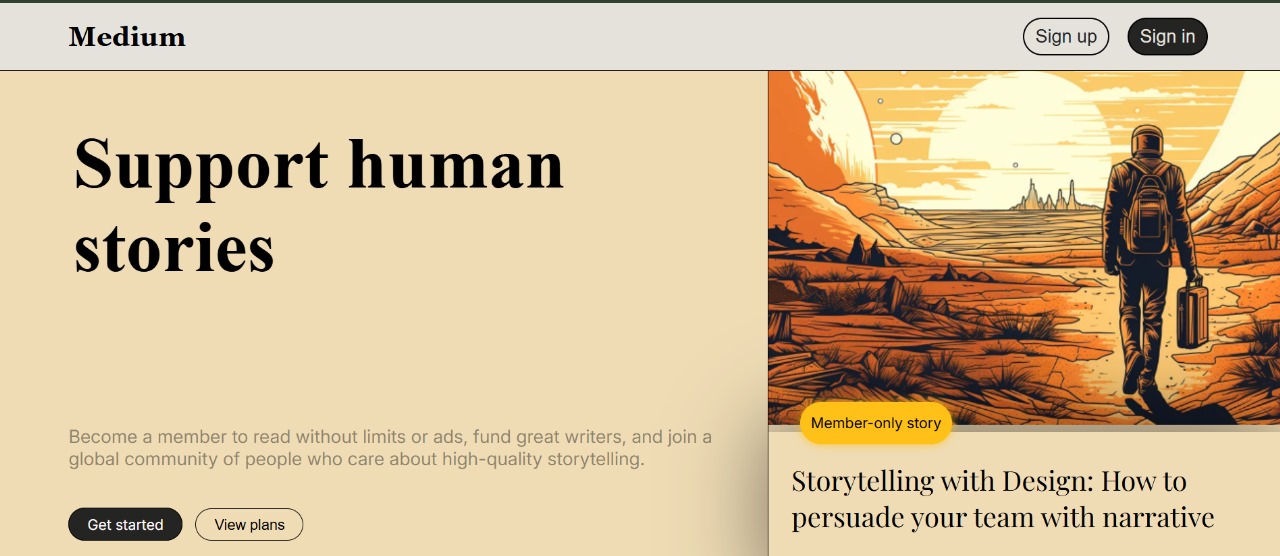 Medium
Sign up
Sign in
Support human
stories
Become a member to read without limits or ads, fund great writers, and join a
global community of people who care about high-quality storytelling.
Get started
View plans
Member-only story
Storytelling with Design: How to
persuade your team with narrative